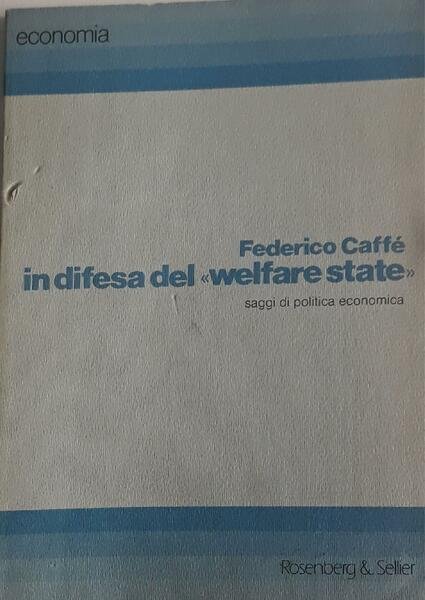 economia
Federico Caffé
in difesa del «welfare state»
saggi di politica economica
Rosenberg & Sellier